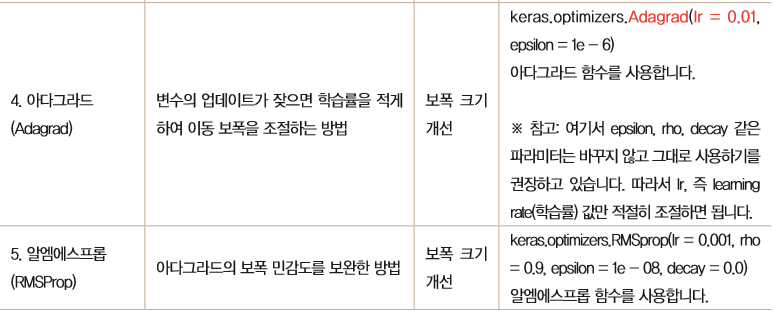 keras.optimizers.Adagrad(lr = 0.01,
epsilon = 1e - 6)
아다그라드 함수를 사용합니다.
4. 아다그라드
(Adagrad)
변수의 업데이트가 잦으면 학습률을 적게
하여 이동 보폭을 조절하는 방법
보폭 크기
개선
※ 참고: 여기서 epsilon, rho, decay 같은
파라미터는 바꾸지 않고 그대로 사용하기를
권장하고 있습니다. 따라서 lr, 즉 learning
rate(학습률) 값만 적절히 조절하면 됩니다.
5. 알엠에스프롭
(RMSProp)
아다그라드의 보폭 민감도를 보완한 방법
보폭 크기
개선
keras.optimizers.RMSprop(lr = 0.001, rho
= 0.9, epsilon = 1e - 08, decay = 0.0)
알엠에스프롭 함수를 사용합니다.